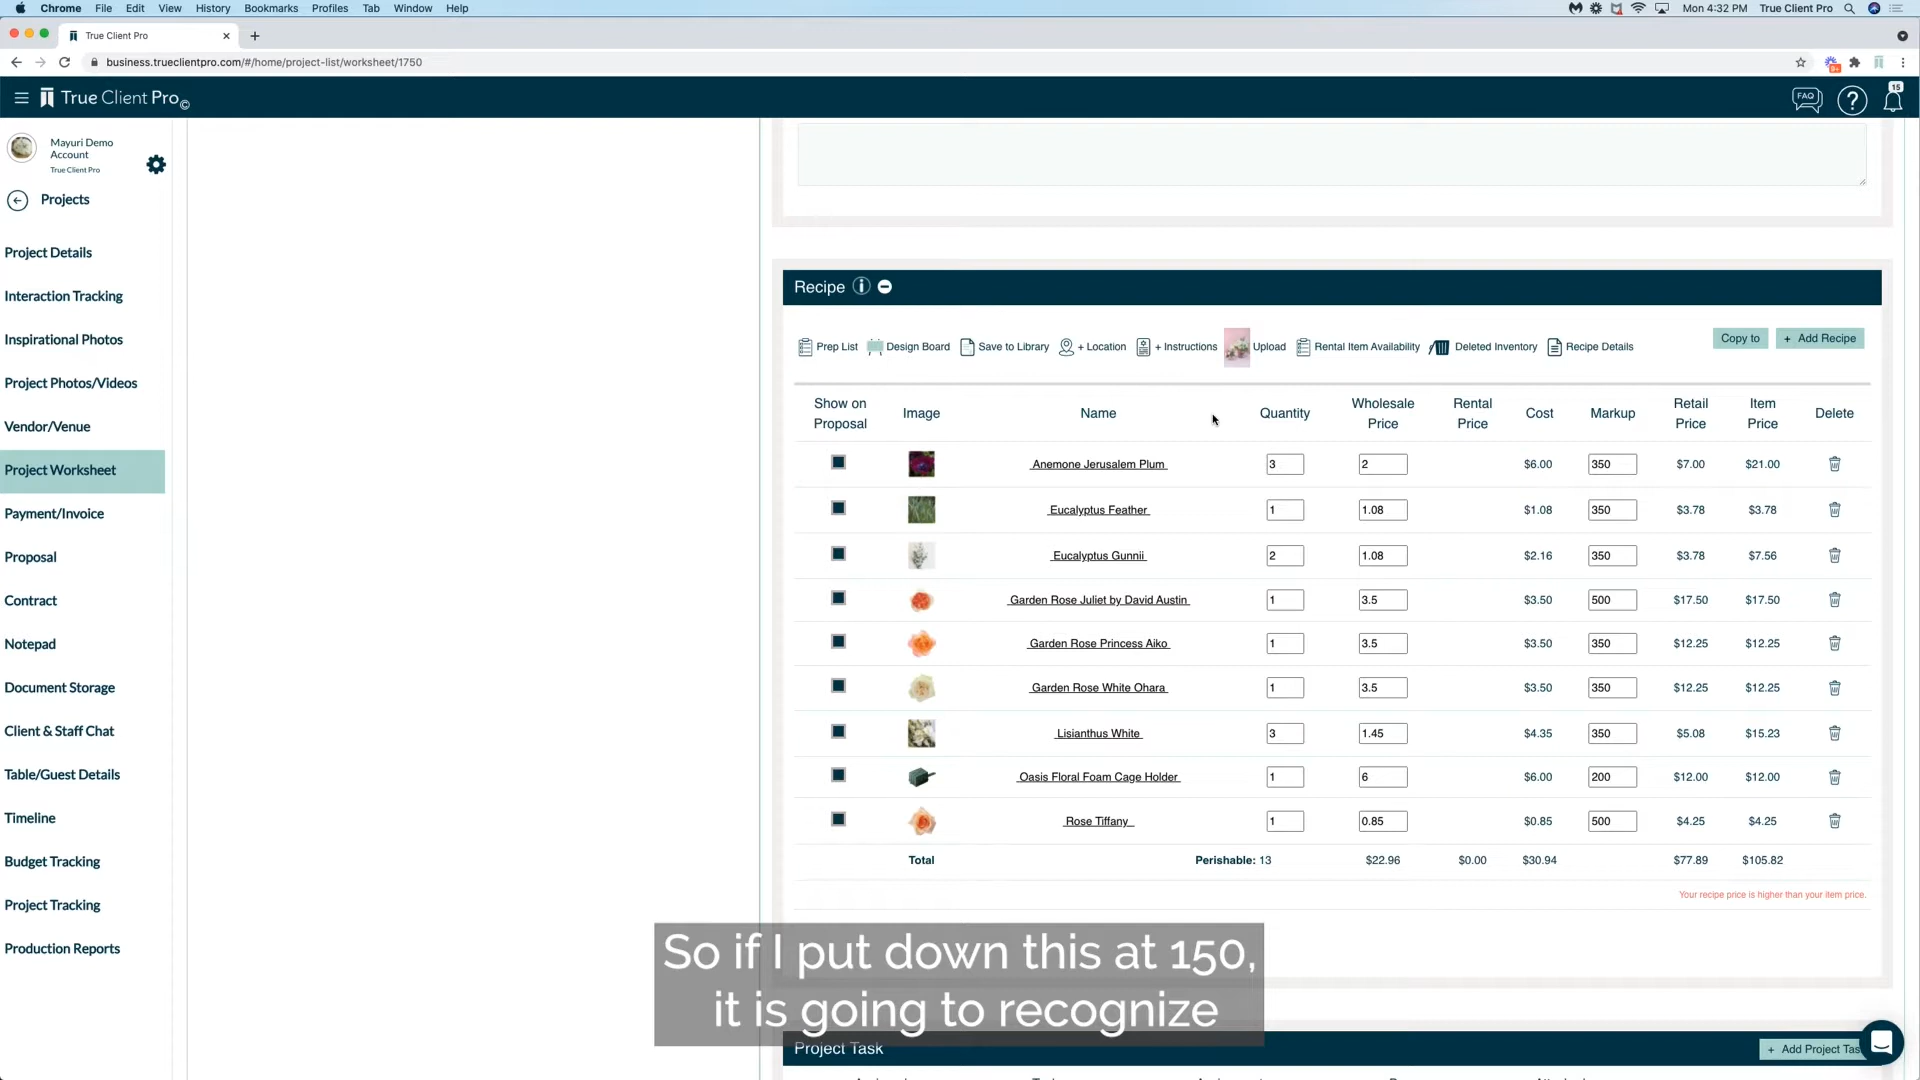 Chrome File Edit View History Bookmarks Profiles Tab Window Help Mon 4:32 PM True Client Pro
True Client Pro
business.trueclientpro.com/#/home/project-list/worksheet/1750
True Client Pro© FAQ ? 15
Mayuri Demo
Account
True Client Pro
Projects
Project Details
Interaction Tracking
Inspirational Photos
Project Photos/Videos
Vendor/Venue
Project Worksheet
Payment/Invoice
Proposal
Contract
Notepad
Document Storage
Client & Staff Chat
Table/Guest Details
Timeline
Budget Tracking
Project Tracking
Production Reports
Recipe
Prep List Design Board Save to Library + Location + Instructions Upload Rental Item Availability Deleted Inventory Recipe Details Copy to + Add Recipe
Show on Proposal Image Name Quantity Wholesale Price Rental Price Cost Markup Retail Price Item Price Delete
Anemone Jerusalem Plum 3 2 $6.00 350 $7.00 $21.00
Eucalyptus Feather 1 1.08 $1.08 350 $3.78 $3.78
Eucalyptus Gunnii 2 1.08 $2.16 350 $3.78 $7.56
Garden Rose Juliet by David Austin 1 3.5 $3.50 500 $17.50 $17.50
Garden Rose Princess Aiko 1 3.5 $3.50 350 $12.25 $12.25
Garden Rose White Ohara 1 3.5 $3.50 350 $12.25 $12.25
Lisianthus White 3 1.45 $4.35 350 $5.08 $15.23
Oasis Floral Foam Cage Holder 1 6 $6.00 200 $12.00 $12.00
Rose Tiffany 1 0.85 $0.85 500 $4.25 $4.25
Total Perishable: 13 $22.96 $0.00 $30.94 $77.89 $105.82
Your recipe price is higher than your item price.
So if I put down this at 150,
it is going to recognize
Project Task
+ Add Project Tas